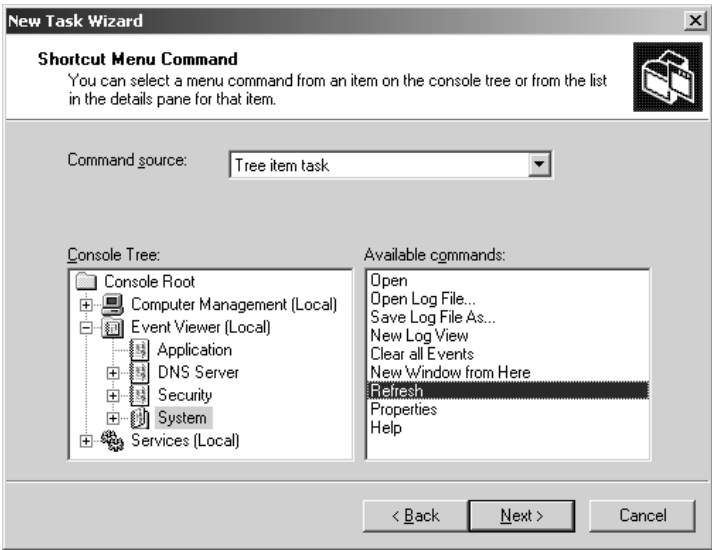 New Task Wizard
Shortcut Menu Command
You can select a menu command from an item on the console tree or from the list
in the details pane for that item.
Command source:
Tree item task
Console Tree:
Console Root
Computer Management (Local)
Event Viewer (Local)
Application
DNS Server
Security
System
Services (Local)
Available commands:
Open
Open Log File...
Save Log File As...
New Log View
Clear all Events
New Window from Here
Refresh
Properties
Help
< Back
Next >
Cancel